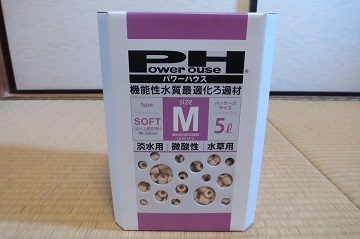 PH
Power House®
パワーハウス
機能性水質最適化ろ過材
type
SOFT
size
M
パッケージサイズ
5ℓ
淡水用 微酸性 水草用